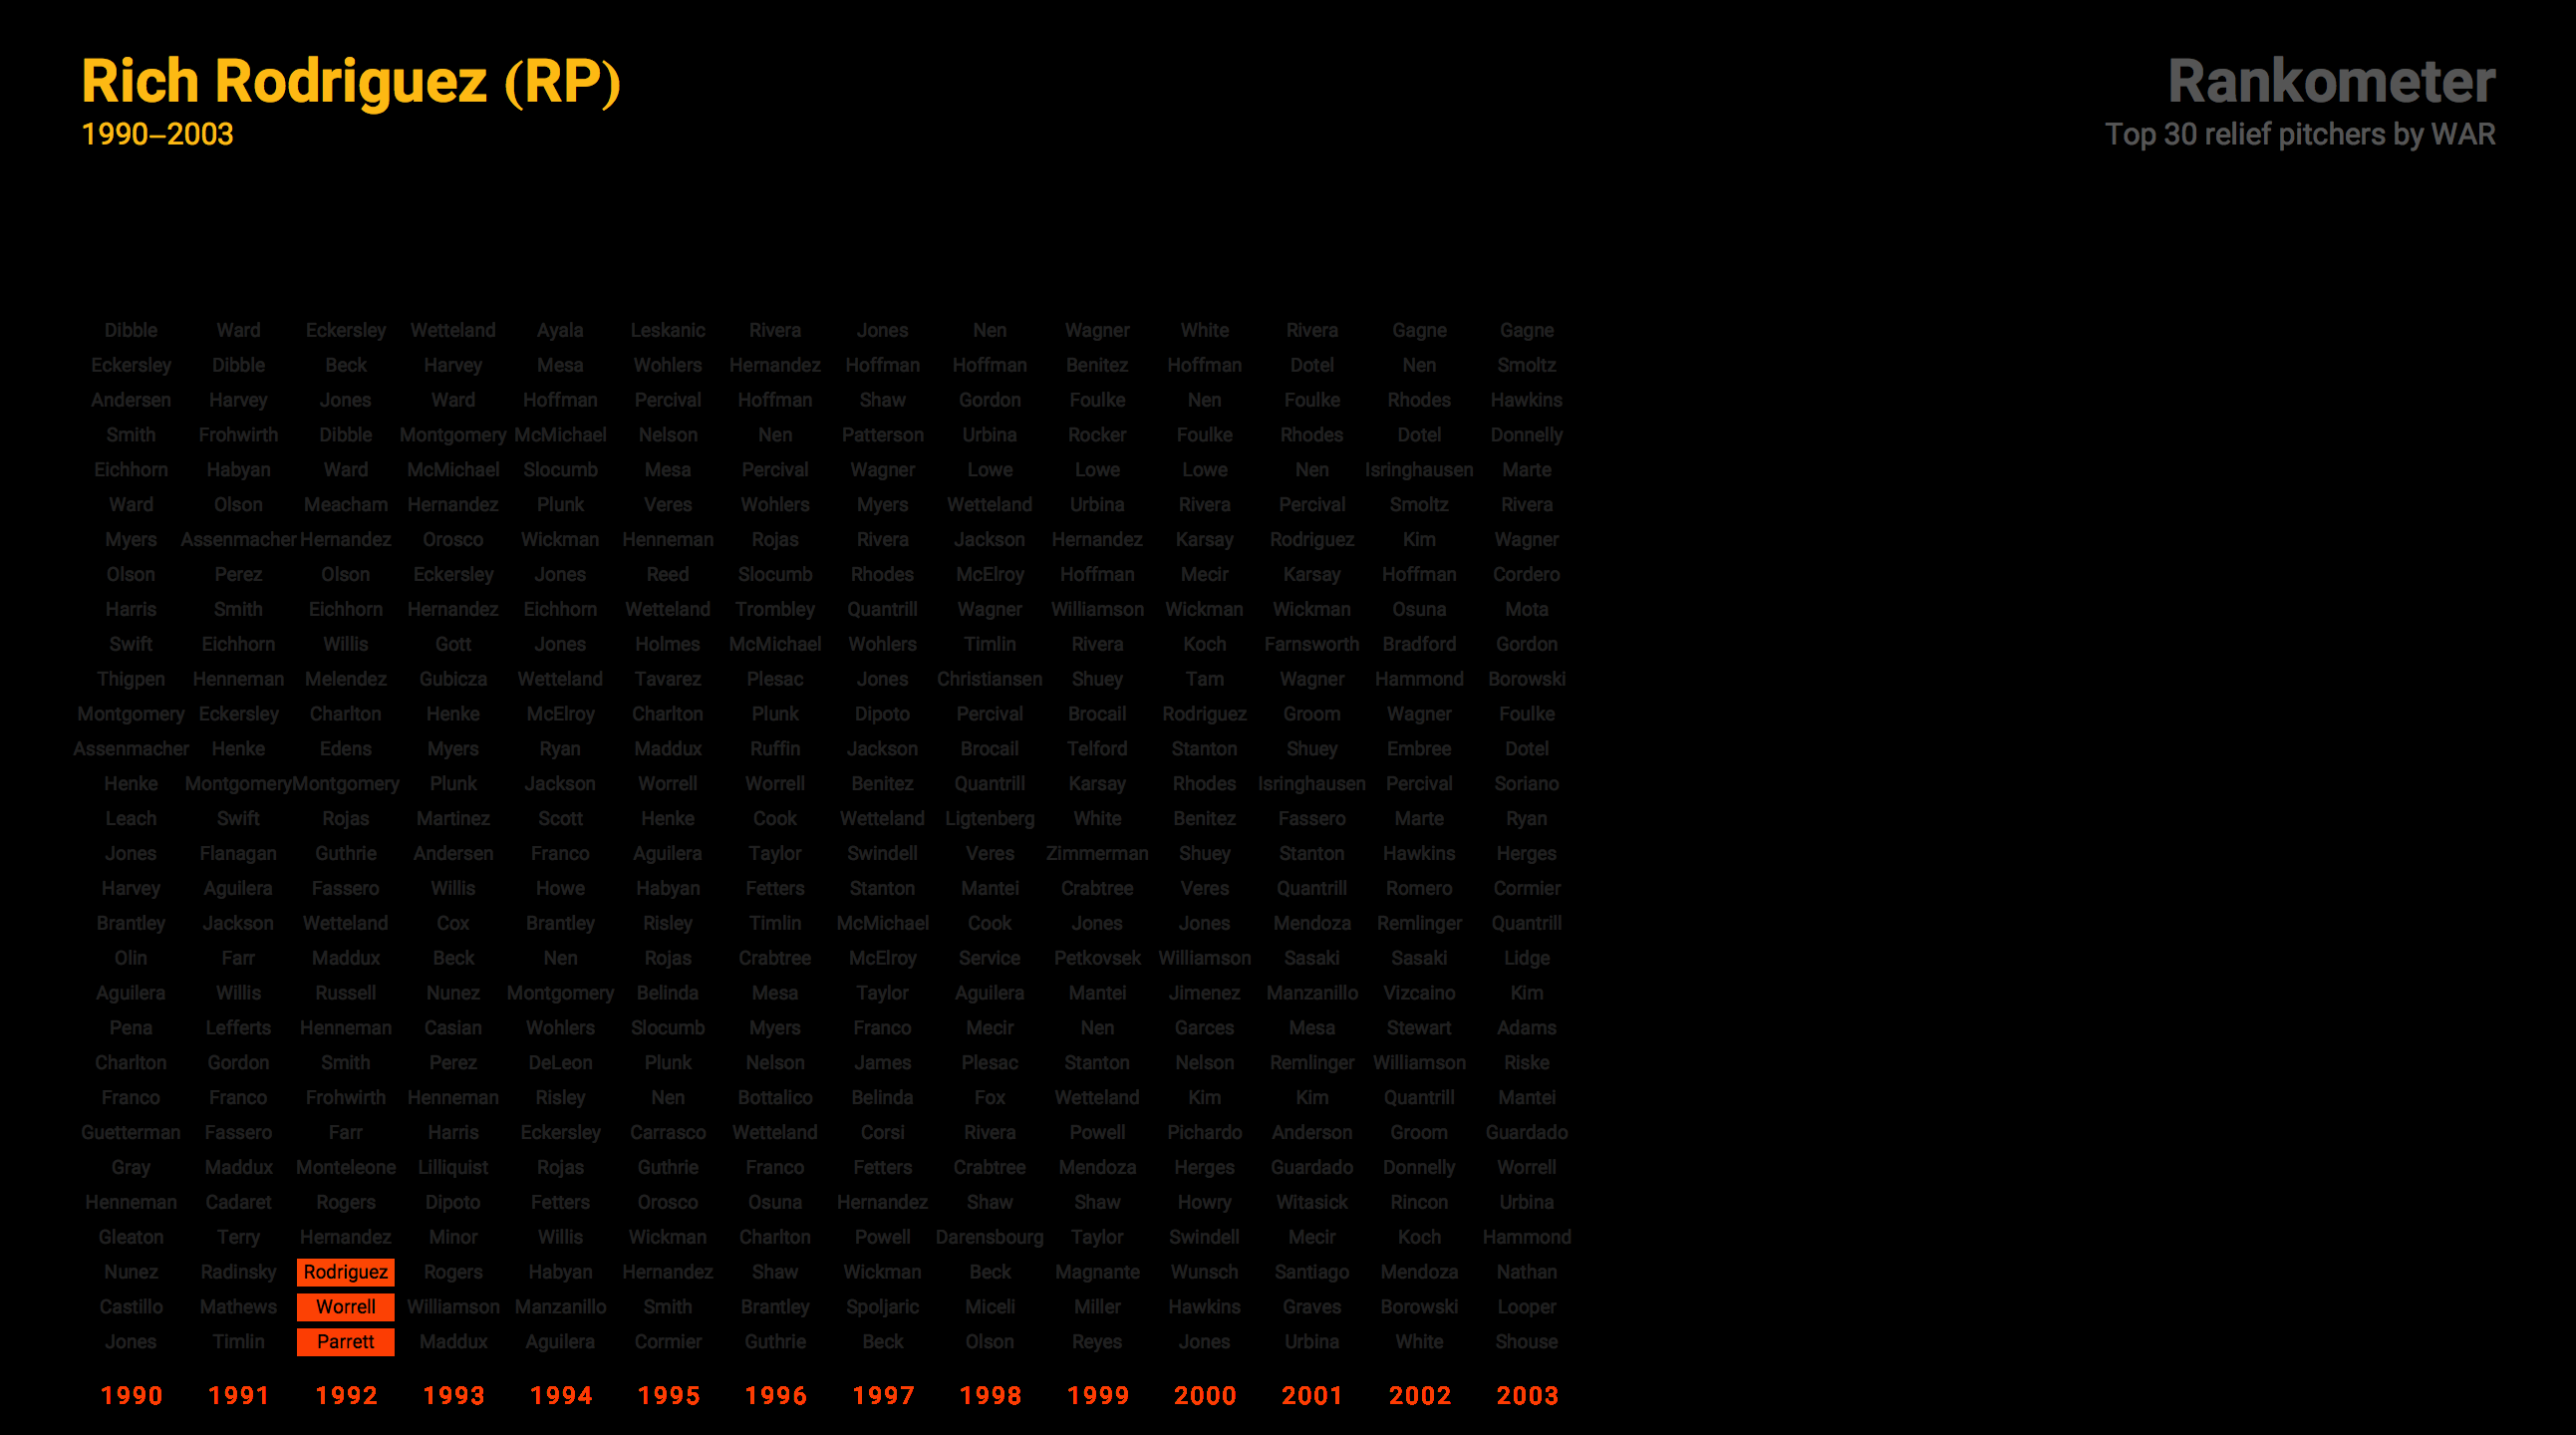 Rich Rodriguez (RP)
1990–2003
Rankometer
Top 30 relief pitchers by WAR
Dibble Ward Eckersley Wetteland Ayala Leskanic Rivera Jones Nen Wagner White Rivera Gagne Gagne
Eckersley Dibble Beck Harvey Mesa Wohlers Hernandez Hoffman Hoffman Benitez Hoffman Dotel Nen Smoltz
Andersen Harvey Jones Ward Hoffman Percival Hoffman Shaw Gordon Foulke Nen Foulke Rhodes Hawkins
Smith Frohwirth Dibble Montgomery McMichael Nelson Nen Patterson Urbina Rocker Foulke Rhodes Dotel Donnelly
Eichhorn Habyan Ward McMichael Slocumb Mesa Percival Wagner Lowe Lowe Lowe Nen Isringhausen Marte
Ward Olson Meacham Hernandez Plunk Veres Wohlers Myers Wetteland Urbina Rivera Percival Smoltz Rivera
Myers Assenmacher Hernandez Orosco Wickman Henneman Rojas Rivera Jackson Hernandez Karsay Rodriguez Kim Wagner
Olson Perez Olson Eckersley Jones Reed Slocumb Rhodes McElroy Hoffman Mecir Karsay Hoffman Cordero
Harris Smith Eichhorn Hernandez Eichhorn Wetteland Trombley Quantrill Wagner Williamson Wickman Wickman Osuna Mota
Swift Eichhorn Willis Gott Jones Holmes McMichael Wohlers Timlin Rivera Koch Farnsworth Bradford Gordon
Thigpen Henneman Melendez Gubicza Wetteland Tavarez Plesac Jones Christiansen Shuey Tam Wagner Hammond Borowski
Montgomery Eckersley Charlton Henke McElroy Charlton Plunk Dipoto Percival Brocail Rodriguez Groom Wagner Foulke
Assenmacher Henke Edens Myers Ryan Maddux Ruffin Jackson Brocail Telford Stanton Shuey Embree Dotel
Henke Montgomery Montgomery Plunk Jackson Worrell Worrell Benitez Quantrill Karsay Rhodes Isringhausen Percival Soriano
Leach Swift Rojas Martinez Scott Henke Cook Wetteland Ligtenberg White Benitez Fassero Marte Ryan
Jones Flanagan Guthrie Andersen Franco Aguilera Taylor Swindell Veres Zimmerman Shuey Stanton Hawkins Herges
Harvey Aguilera Fassero Willis Howe Habyan Fetters Stanton Mantei Crabtree Veres Quantrill Romero Cormier
Brantley Jackson Wetteland Cox Brantley Risley Timlin McMichael Cook Jones Jones Mendoza Remlinger Quantrill
Olin Farr Maddux Beck Nen Rojas Crabtree McElroy Service Petkovsek Williamson Sasaki Sasaki Lidge
Aguilera Willis Russell Nunez Montgomery Belinda Mesa Taylor Aguilera Mantei Jimenez Manzanillo Vizcaino Kim
Pena Lefferts Henneman Casian Wohlers Slocumb Myers Franco Mecir Nen Garces Mesa Stewart Adams
Charlton Gordon Smith Perez DeLeon Plunk Nelson James Plesac Stanton Nelson Remlinger Williamson Riske
Franco Franco Frohwirth Henneman Risley Nen Bottalico Belinda Fox Wetteland Kim Kim Quantrill Mantei
Guetterman Fassero Farr Harris Eckersley Carrasco Wetteland Corsi Rivera Powell Pichardo Anderson Groom Guardado
Gray Maddux Monteleone Lilliquist Rojas Guthrie Franco Fetters Crabtree Mendoza Herges Guardado Donnelly Worrell
Henneman Cadaret Rogers Dipoto Fetters Orosco Osuna Hernandez Shaw Shaw Howry Witasick Rincon Urbina
Gleaton Terry Hernandez Minor Willis Wickman Charlton Powell Darensbourg Taylor Swindell Mecir Koch Hammond
Nunez Radinsky Rodriguez Rogers Habyan Hernandez Shaw Wickman Beck Magnante Wunsch Santiago Mendoza Nathan
Castillo Mathews Worrell Williamson Manzanillo Smith Brantley Spoljaric Miceli Miller Hawkins Graves Borowski Looper
Jones Timlin Parrett Maddux Aguilera Cormier Guthrie Beck Olson Reyes Jones Urbina White Shouse
1990 1991 1992 1993 1994 1995 1996 1997 1998 1999 2000 2001 2002 2003